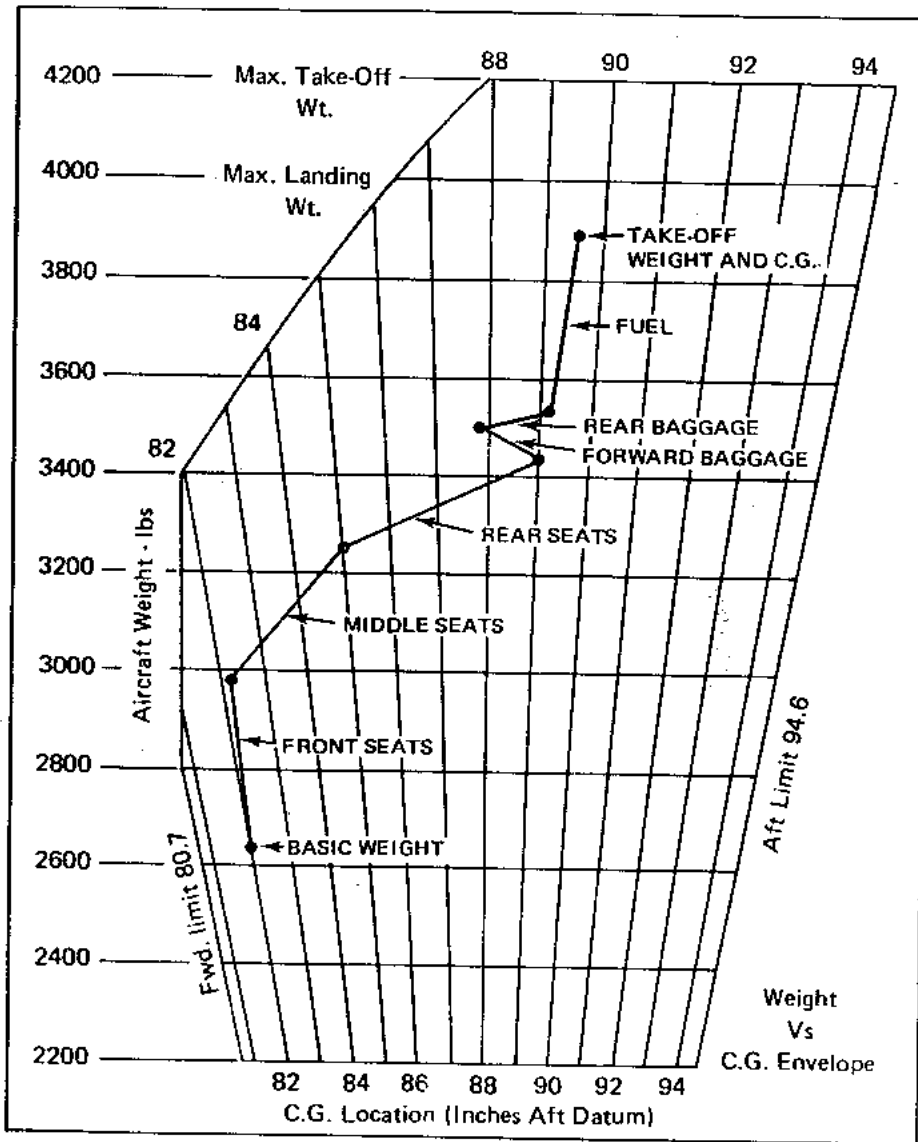 88 90 92 94
4200 Max. Take-Off
Wt.
4000 Max. Landing
Wt.
TAKE-OFF
WEIGHT AND C.G.
3800
84
FUEL
3600
REAR BAGGAGE
82
FORWARD BAGGAGE
3400
REAR SEATS
3200
MIDDLE SEATS
3000
Aircraft Weight - lbs
FRONT SEATS
2800
Aft Limit 94.6
BASIC WEIGHT
2600
Fwd. limit 80.7
2400
Weight
Vs
C.G. Envelope
2200
82 84 86 88 90 92 94
C.G. Location (Inches Aft Datum)